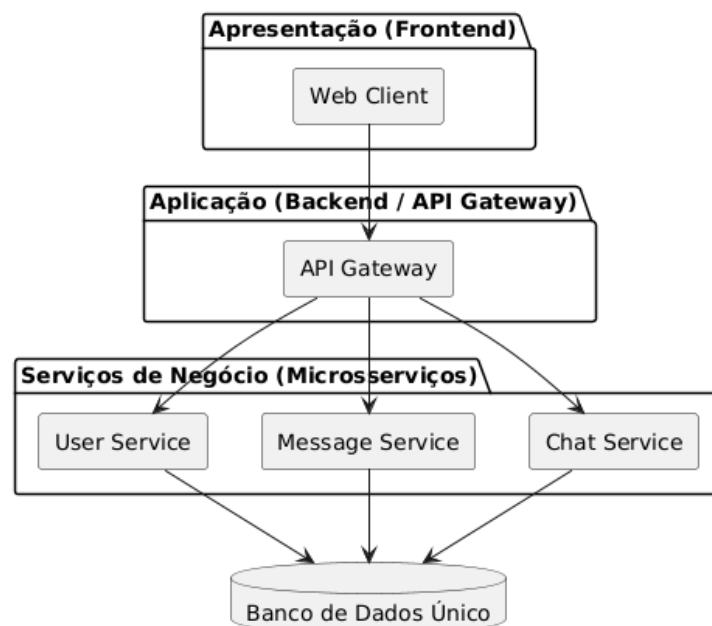 Apresentação (Frontend)
Web Client
Aplicação (Backend / API Gateway)
API Gateway
Serviços de Negócio (Microsserviços)
User Service
Message Service
Chat Service
Banco de Dados Único